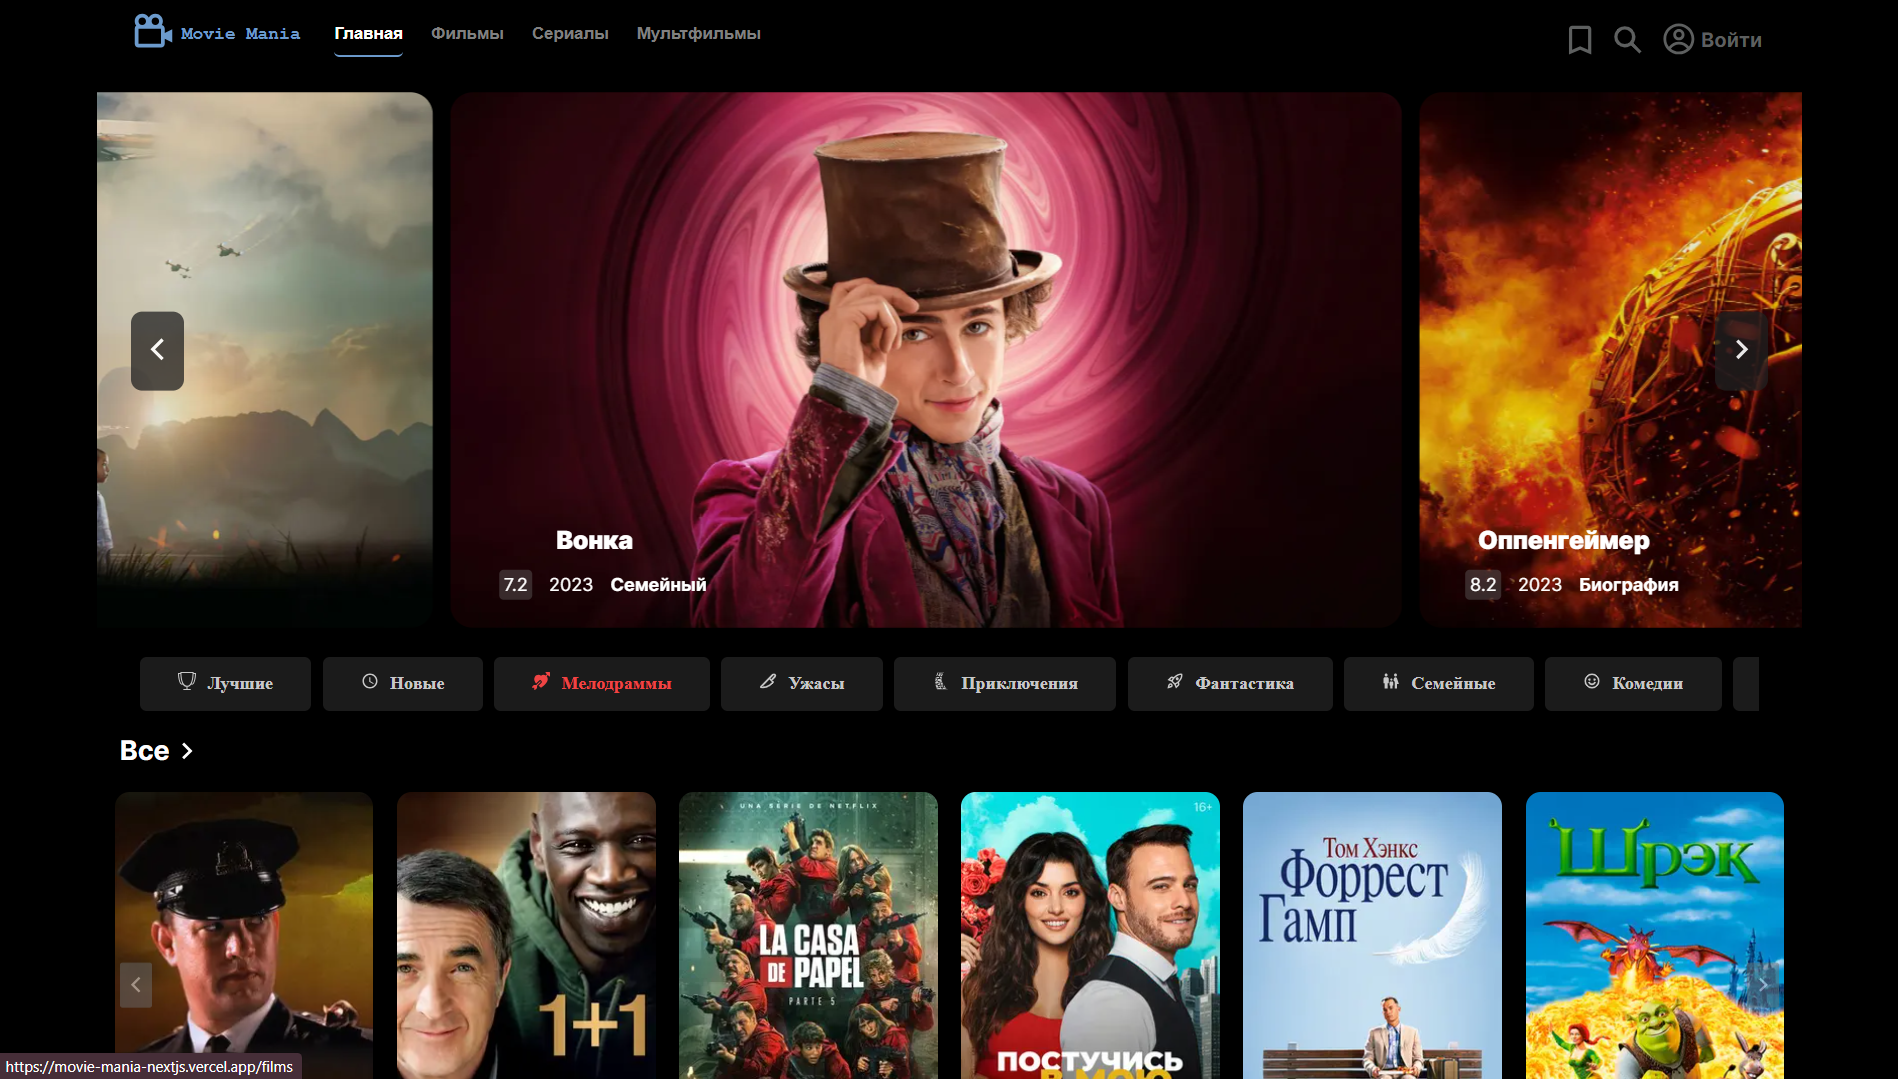 Movie Mania
Главная
Фильмы
Сериалы
Мультфильмы
Войти
Вонка
7.2 2023 Семейный
Оппенгеймер
8.2 2023 Биография
Лучшие
Новые
Мелодраммы
Ужасы
Приключения
Фантастика
Семейные
Комедии
Все
1+1
UNA SERIE DE NETFLIX
LA CASA
DE PAPEL
PARTE 5
16+
ПОСТУЧИСЬ
В МОЮ
Том Хэнкс
Форрест
Гамп
Шрэк
https://movie-mania-nextjs.vercel.app/films